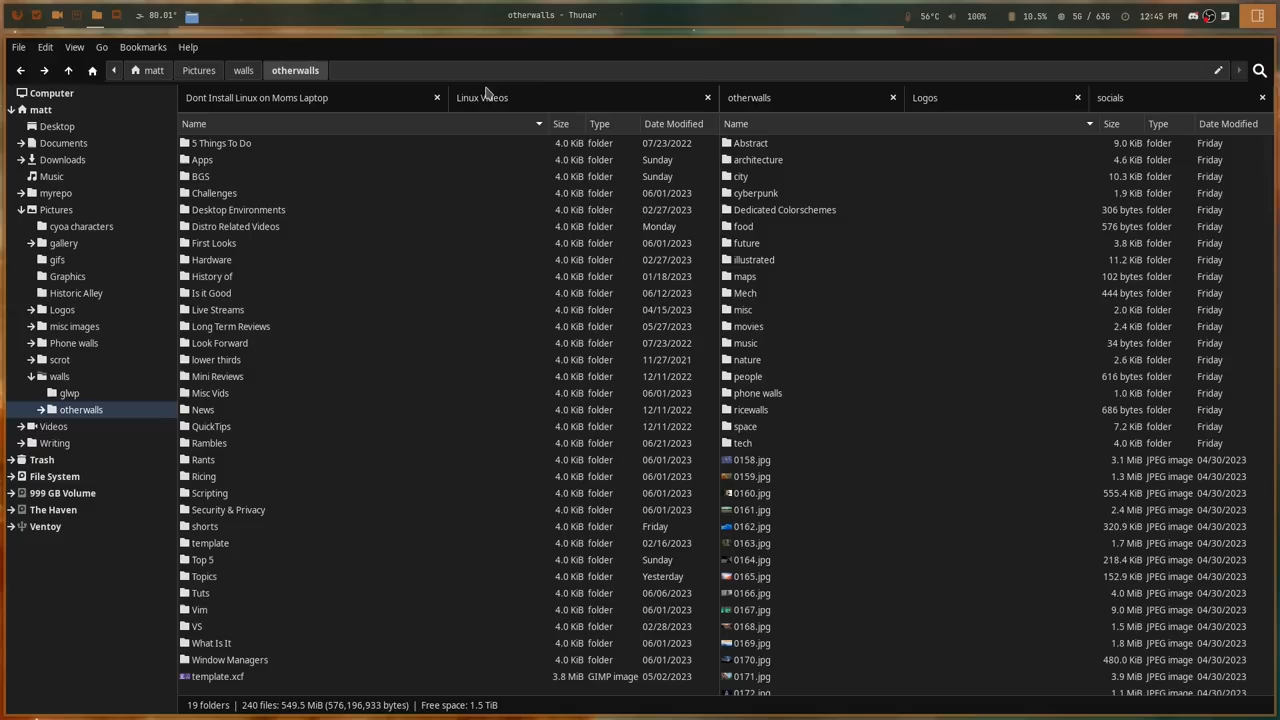 80.01°
otherwalls - Thunar
56°C 100% 10.5% 5G / 63G 12:45 PM
File Edit View Go Bookmarks Help
matt Pictures walls otherwalls
Computer
matt
Desktop
Documents
Downloads
Music
myrepo
Pictures
cyoa characters
gallery
gifs
Graphics
Historic Alley
Logos
misc images
Phone walls
scrot
walls
glwp
otherwalls
Videos
Writing
Trash
File System
999 GB Volume
The Haven
Ventoy
Dont Install Linux on Moms Laptop
Linux Videos
Name Size Type Date Modified
5 Things To Do 4.0 KiB folder 07/23/2022
Apps 4.0 KiB folder Sunday
BGS 4.0 KiB folder Sunday
Challenges 4.0 KiB folder 06/01/2023
Desktop Environments 4.0 KiB folder 02/27/2023
Distro Related Videos 4.0 KiB folder Monday
First Looks 4.0 KiB folder 06/01/2023
Hardware 4.0 KiB folder 02/27/2023
History of 4.0 KiB folder 01/18/2023
Is it Good 4.0 KiB folder 06/12/2023
Live Streams 4.0 KiB folder 04/15/2023
Long Term Reviews 4.0 KiB folder 05/27/2023
Look Forward 4.0 KiB folder 07/23/2022
lower thirds 4.0 KiB folder 11/27/2021
Mini Reviews 4.0 KiB folder 12/11/2022
Misc Vids 4.0 KiB folder 06/01/2023
News 4.0 KiB folder 12/11/2022
QuickTips 4.0 KiB folder 12/11/2022
Rambles 4.0 KiB folder 06/21/2023
Rants 4.0 KiB folder 06/01/2023
Ricing 4.0 KiB folder 06/01/2023
Scripting 4.0 KiB folder 06/01/2023
Security & Privacy 4.0 KiB folder 06/01/2023
shorts 4.0 KiB folder Friday
template 4.0 KiB folder 02/16/2023
Top 5 4.0 KiB folder Sunday
Topics 4.0 KiB folder Yesterday
Tuts 4.0 KiB folder 06/06/2023
Vim 4.0 KiB folder 06/01/2023
VS 4.0 KiB folder 02/28/2023
What Is It 4.0 KiB folder 06/01/2023
Window Managers 4.0 KiB folder 06/01/2023
template.xcf 3.8 MiB GIMP image 05/02/2023
otherwalls
Logos
socials
Name Size Type Date Modified
Abstract 9.0 KiB folder Friday
architecture 4.6 KiB folder Friday
city 10.3 KiB folder Friday
cyberpunk 1.9 KiB folder Friday
Dedicated Colorschemes 306 bytes folder Friday
food 576 bytes folder Friday
future 3.8 KiB folder Friday
illustrated 11.2 KiB folder Friday
maps 102 bytes folder Friday
Mech 444 bytes folder Friday
misc 2.0 KiB folder Friday
movies 2.4 KiB folder Friday
music 34 bytes folder Friday
nature 2.6 KiB folder Friday
people 616 bytes folder Friday
phone walls 1.0 KiB folder Friday
ricewalls 686 bytes folder Friday
space 7.2 KiB folder Friday
tech 4.0 KiB folder Friday
0158.jpg 3.1 MiB JPEG image 04/30/2023
0159.jpg 1.3 MiB JPEG image 04/30/2023
0160.jpg 555.4 KiB JPEG image 04/30/2023
0161.jpg 2.4 MiB JPEG image 04/30/2023
0162.jpg 320.9 KiB JPEG image 04/30/2023
0163.jpg 1.7 MiB JPEG image 04/30/2023
0164.jpg 218.4 KiB JPEG image 04/30/2023
0165.jpg 152.9 KiB JPEG image 04/30/2023
0166.jpg 4.0 MiB JPEG image 04/30/2023
0167.jpg 9.0 MiB JPEG image 04/30/2023
0168.jpg 1.5 MiB JPEG image 04/30/2023
0169.jpg 1.8 MiB JPEG image 04/30/2023
0170.jpg 480.0 KiB JPEG image 04/30/2023
0171.jpg 3.9 MiB JPEG image 04/30/2023
0172.jpg 1.1 MiB JPEG image 04/30/2023
19 folders | 240 files: 549.5 MiB (576,196,933 bytes) | Free space: 1.5 TiB